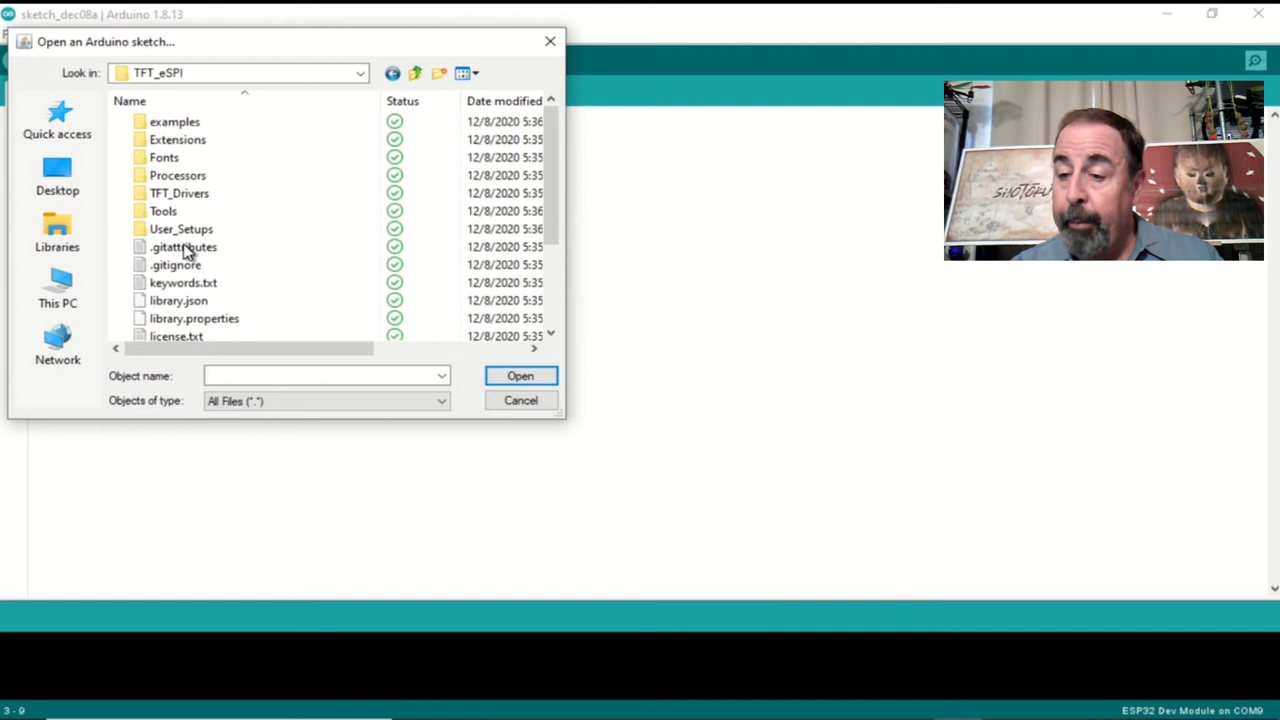 sketch_dec08a | Arduino 1.8.13
Open an Arduino sketch...
Look in: TFT_eSPI
Name Status Date modified
Quick access
Desktop
Libraries
This PC
Network
examples 12/8/2020 5:36
Extensions 12/8/2020 5:35
Fonts 12/8/2020 5:35
Processors 12/8/2020 5:35
TFT_Drivers 12/8/2020 5:35
Tools 12/8/2020 5:35
User_Setups 12/8/2020 5:36
.gitattributes 12/8/2020 5:35
.gitignore 12/8/2020 5:35
keywords.txt 12/8/2020 5:35
library.json 12/8/2020 5:35
library.properties 12/8/2020 5:35
license.txt 12/8/2020 5:35
Object name: Open
Objects of type: All Files (*.*) Cancel
3 - 9
ESP32 Dev Module on COM9